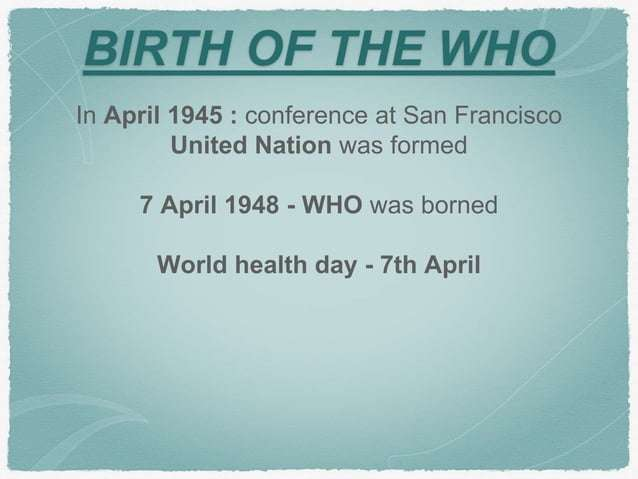 BIRTH OF THE WHO
In April 1945 : conference at San Francisco
United Nation was formed
7 April 1948 - WHO was borned
World health day - 7th April